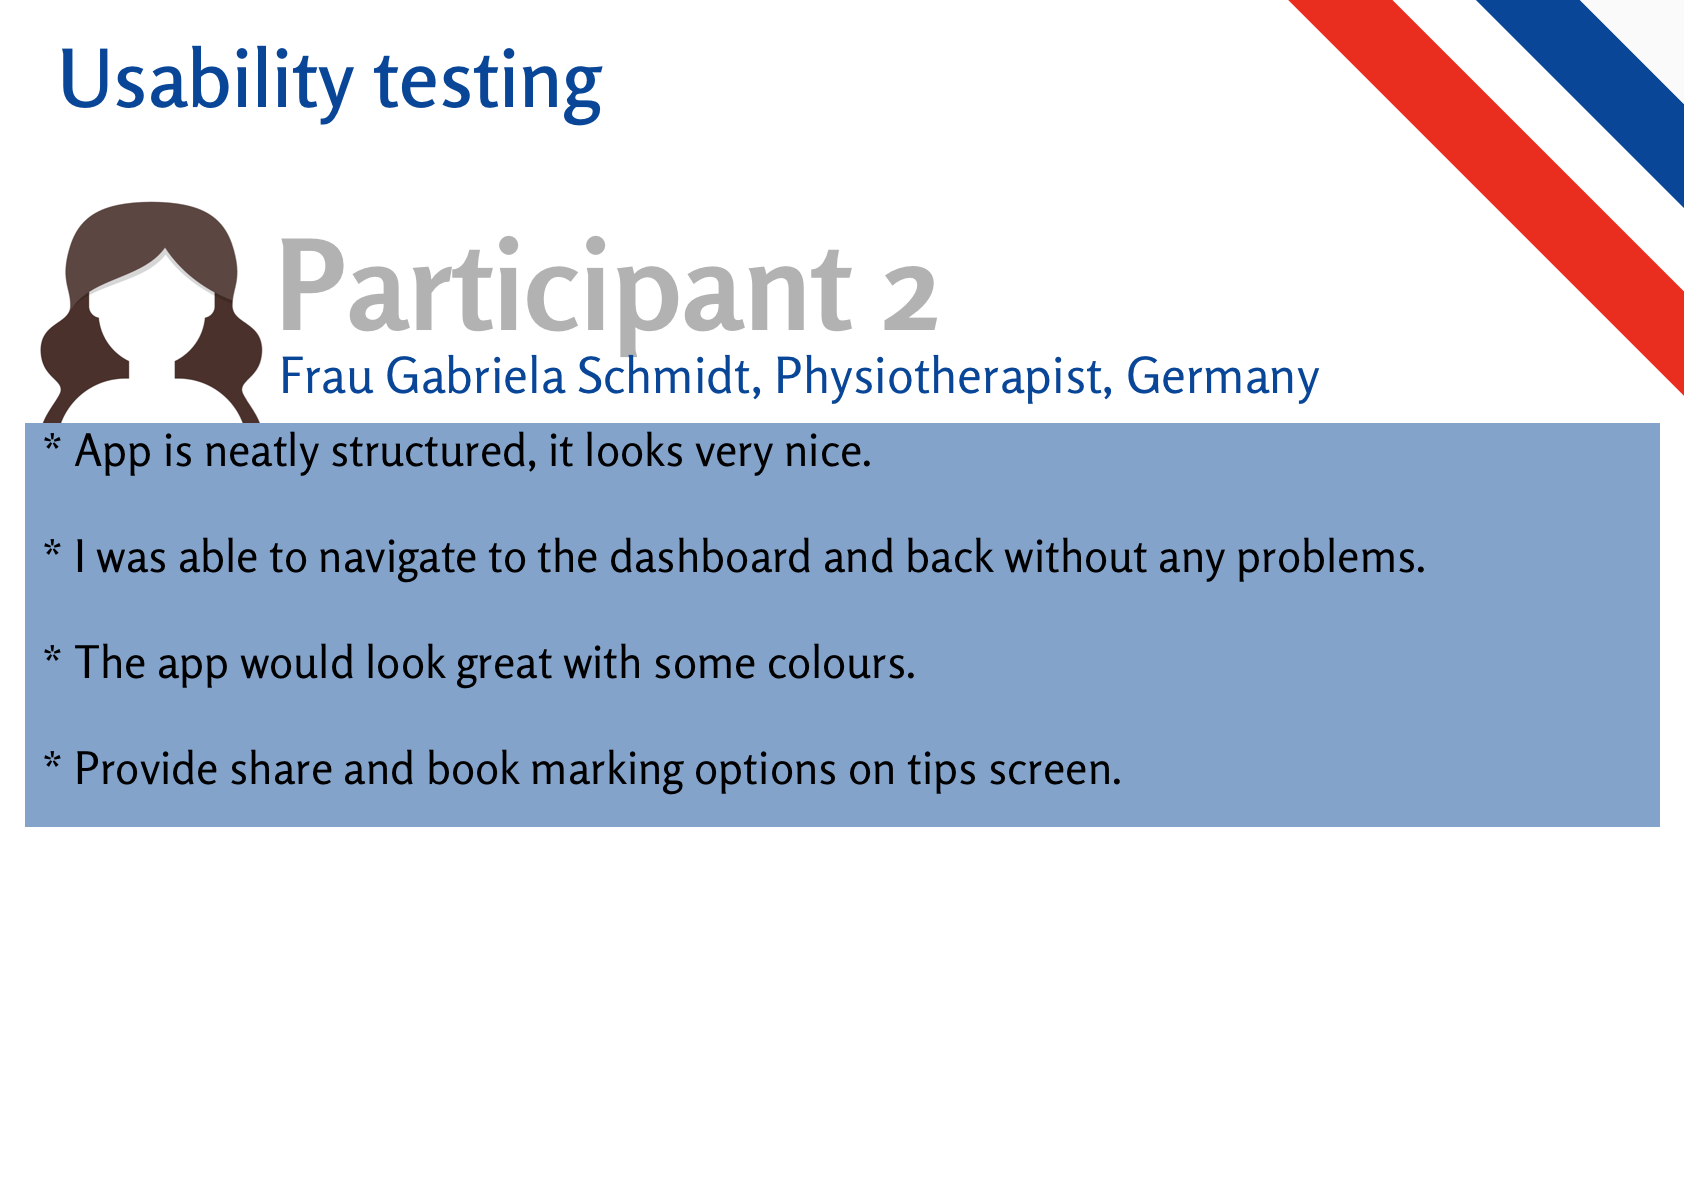 Usability testing
Participant 2
Frau Gabriela Schmidt, Physiotherapist, Germany
* App is neatly structured, it looks very nice.
* I was able to navigate to the dashboard and back without any problems.
* The app would look great with some colours.
* Provide share and book marking options on tips screen.